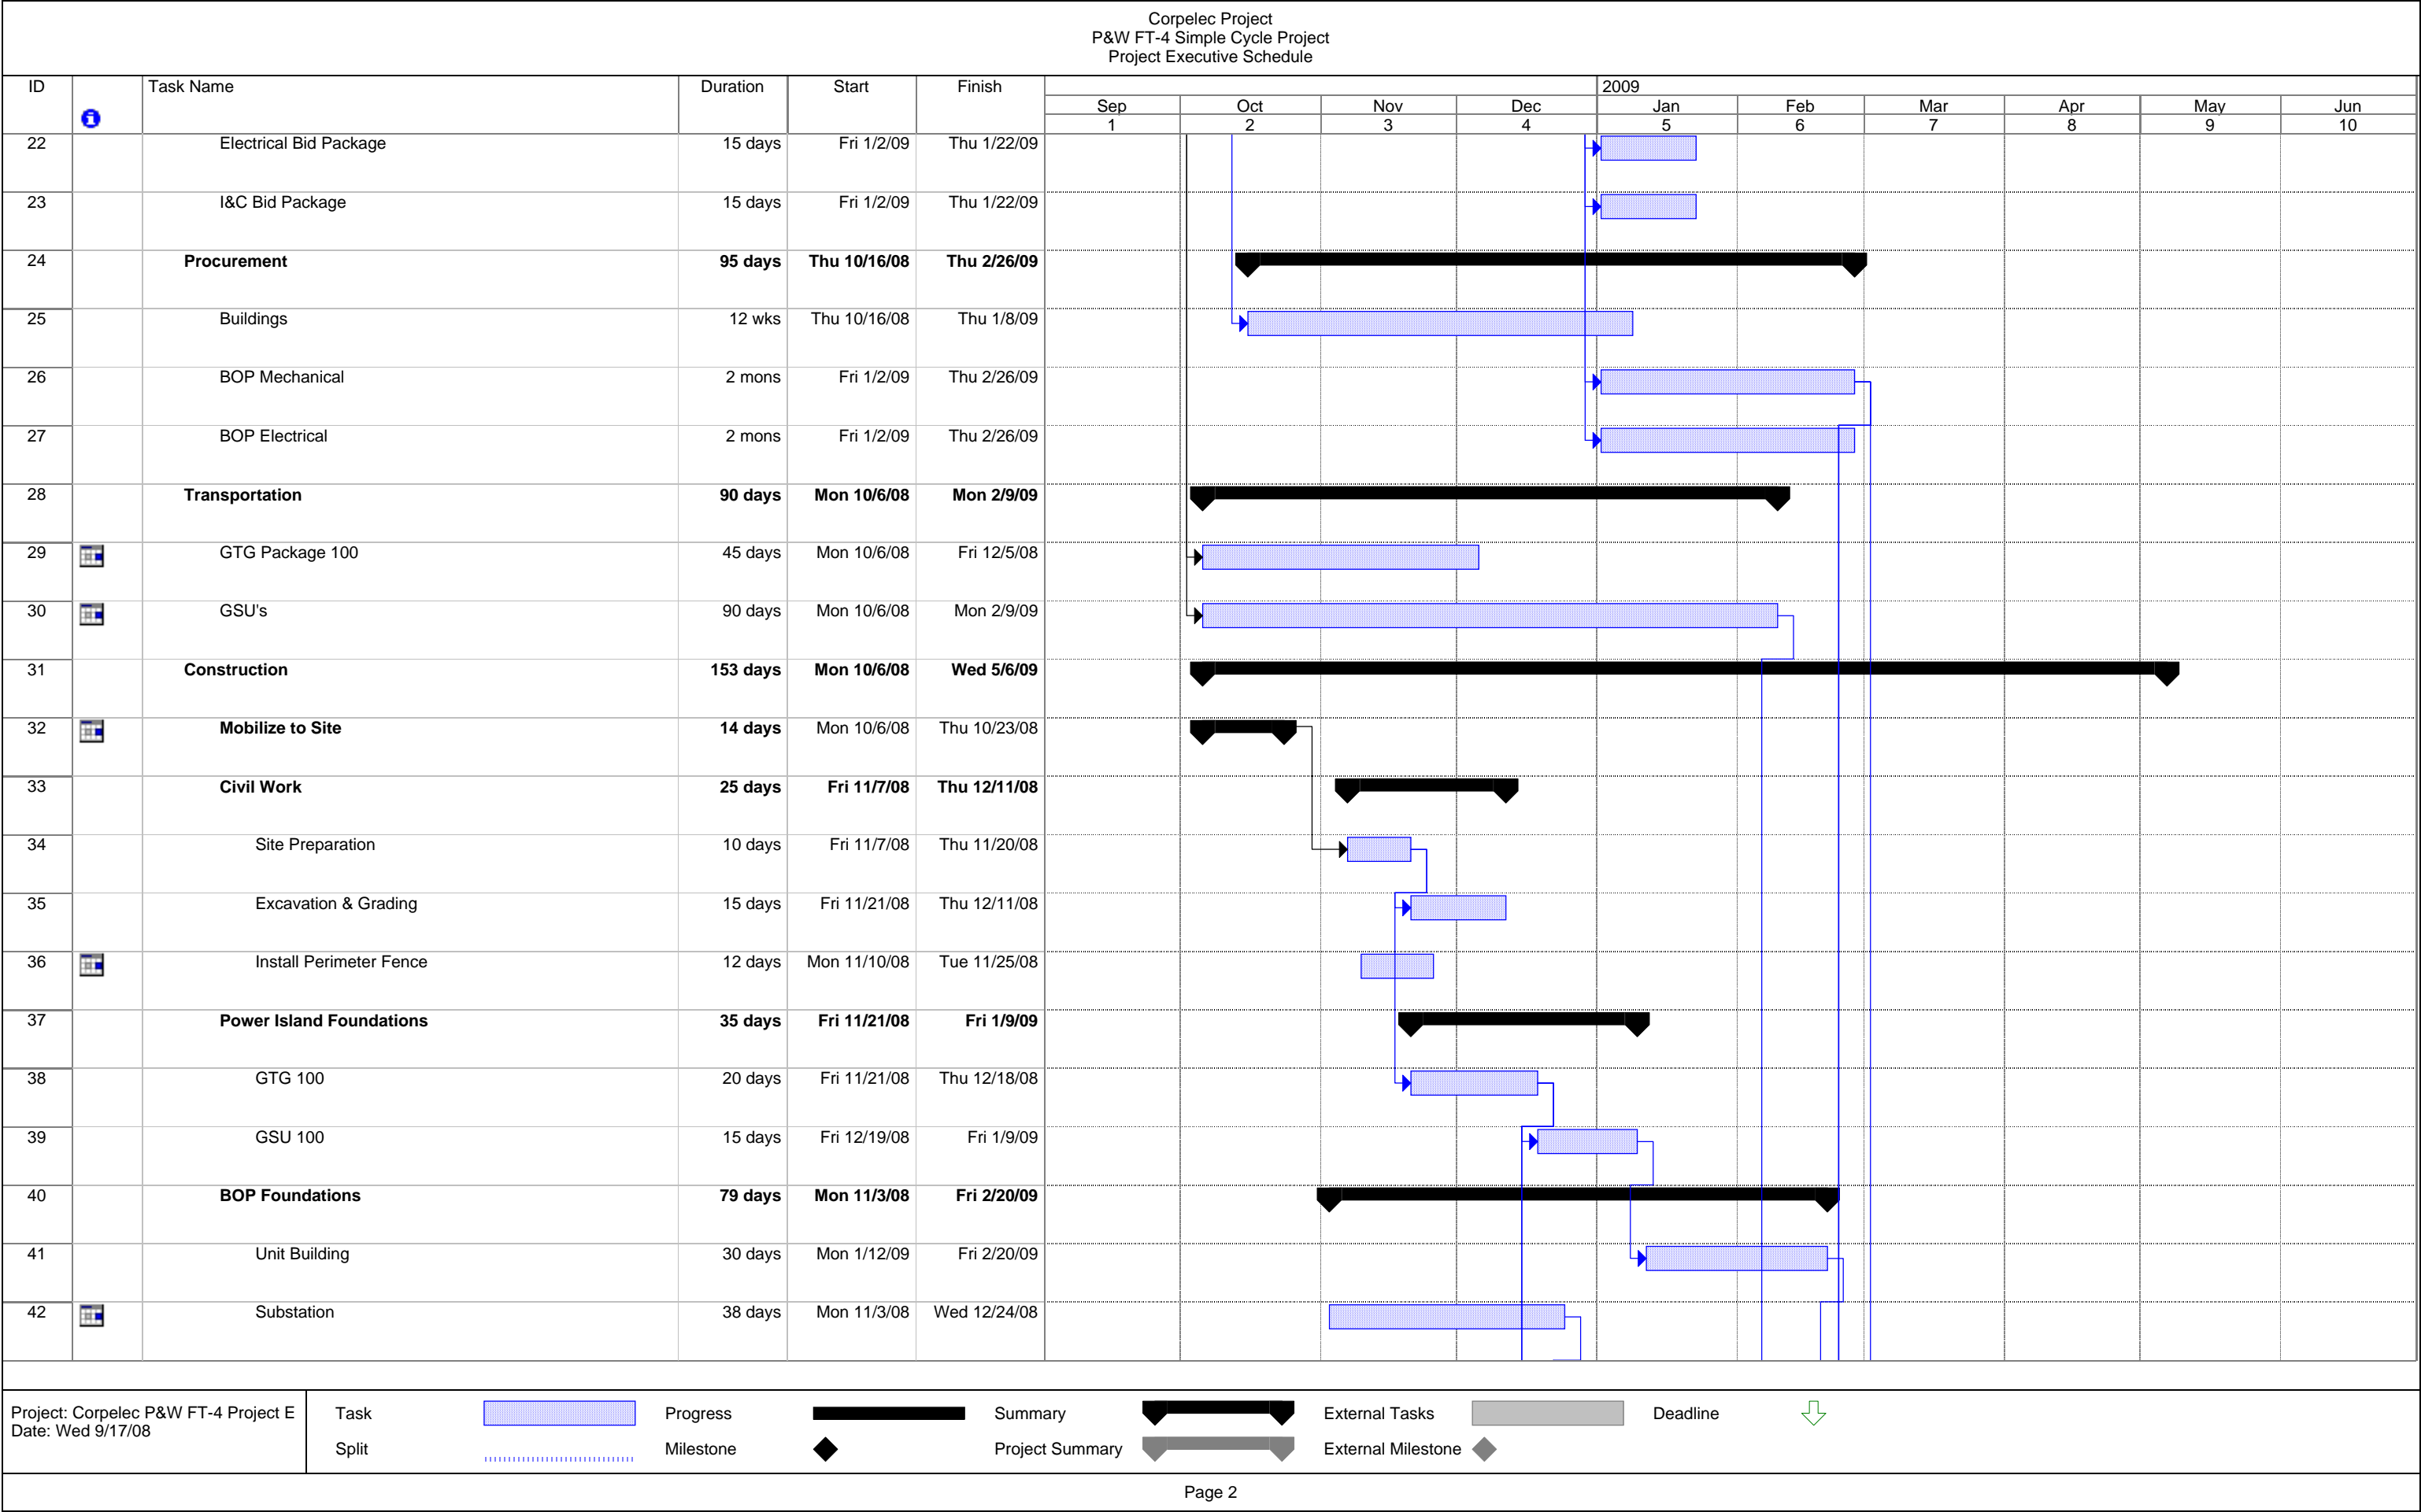 Corpelec Project
P&W FT-4 Simple Cycle Project
Project Executive Schedule
ID Task Name Duration Start Finish 2009
Sep Oct Nov Dec Jan Feb Mar Apr May Jun
1 2 3 4 5 6 7 8 9 10
22 Electrical Bid Package 15 days Fri 1/2/09 Thu 1/22/09
23 I&C Bid Package 15 days Fri 1/2/09 Thu 1/22/09
24 Procurement 95 days Thu 10/16/08 Thu 2/26/09
25 Buildings 12 wks Thu 10/16/08 Thu 1/8/09
26 BOP Mechanical 2 mons Fri 1/2/09 Thu 2/26/09
27 BOP Electrical 2 mons Fri 1/2/09 Thu 2/26/09
28 Transportation 90 days Mon 10/6/08 Mon 2/9/09
29 GTG Package 100 45 days Mon 10/6/08 Fri 12/5/08
30 GSU's 90 days Mon 10/6/08 Mon 2/9/09
31 Construction 153 days Mon 10/6/08 Wed 5/6/09
32 Mobilize to Site 14 days Mon 10/6/08 Thu 10/23/08
33 Civil Work 25 days Fri 11/7/08 Thu 12/11/08
34 Site Preparation 10 days Fri 11/7/08 Thu 11/20/08
35 Excavation & Grading 15 days Fri 11/21/08 Thu 12/11/08
36 Install Perimeter Fence 12 days Mon 11/10/08 Tue 11/25/08
37 Power Island Foundations 35 days Fri 11/21/08 Fri 1/9/09
38 GTG 100 20 days Fri 11/21/08 Thu 12/18/08
39 GSU 100 15 days Fri 12/19/08 Fri 1/9/09
40 BOP Foundations 79 days Mon 11/3/08 Fri 2/20/09
41 Unit Building 30 days Mon 1/12/09 Fri 2/20/09
42 Substation 38 days Mon 11/3/08 Wed 12/24/08
Project: Corpelec P&W FT-4 Project E
Date: Wed 9/17/08
Task Progress Summary External Tasks Deadline
Split Milestone Project Summary External Milestone
Page 2